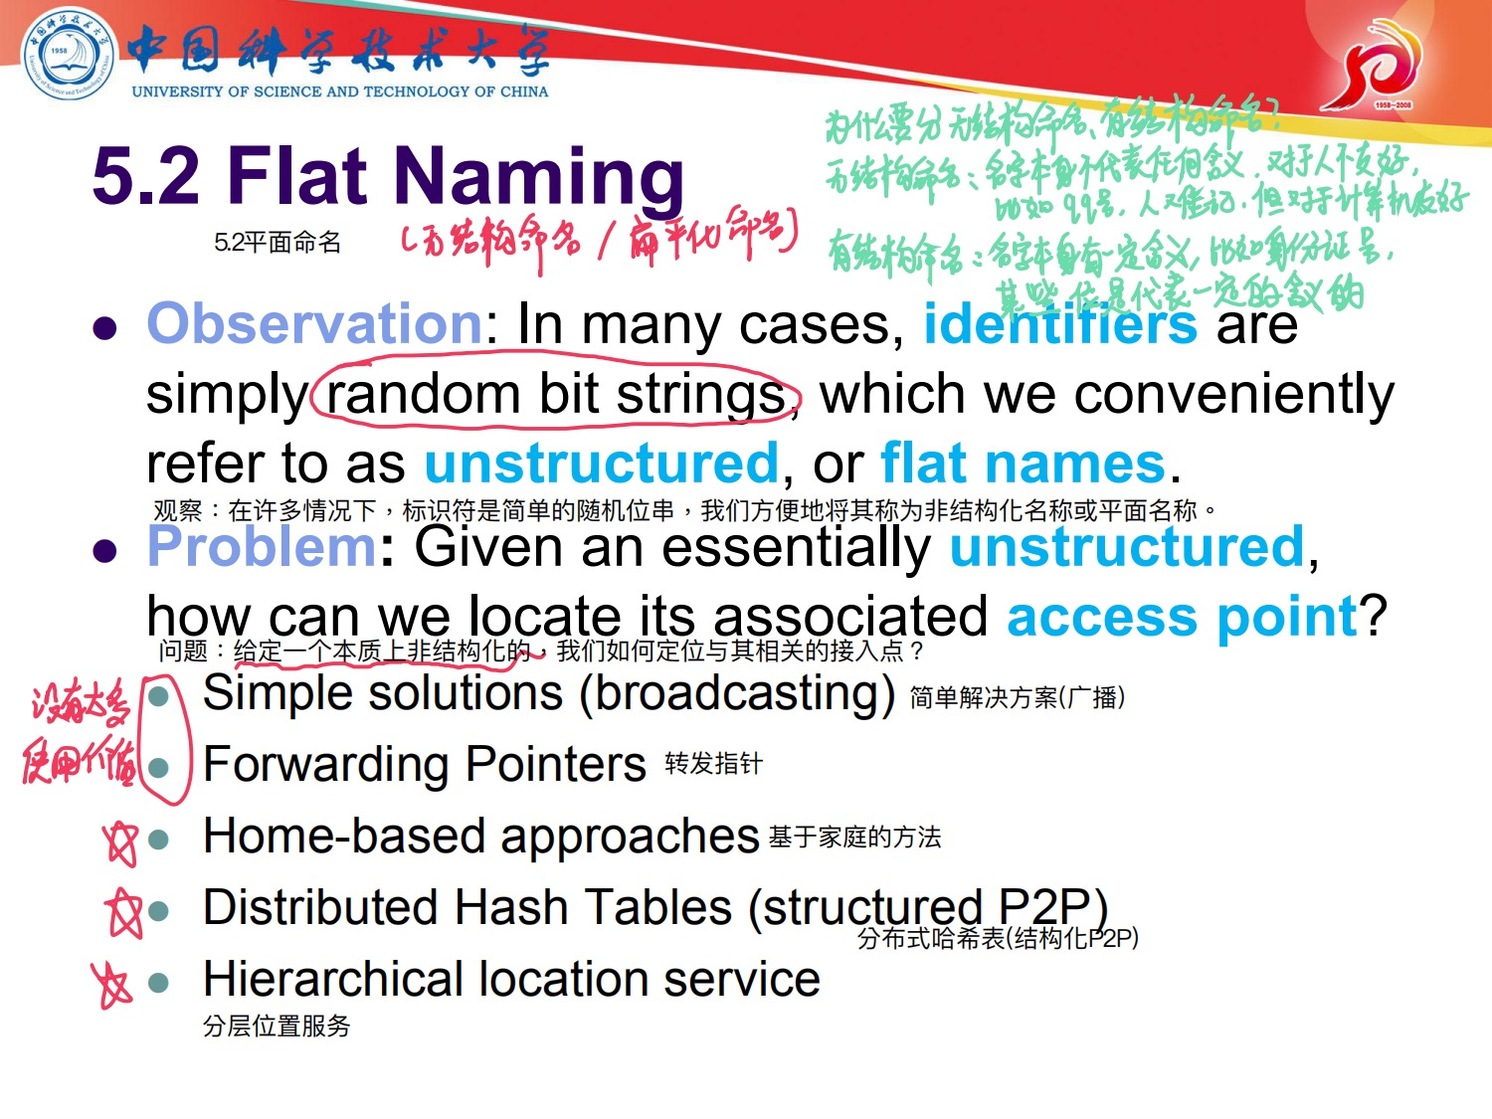 中国科学技术大学
UNIVERSITY OF SCIENCE AND TECHNOLOGY OF CHINA
1958
1958-2008
为什么要分无结构命名、有结构命名?
无结构命名:名字本身不代表任何含义,对于人不友好,
比如qq号,人难记,但对于计算机友好
有结构命名:名字本身有一定含义,比如身份证号,
某些位是代表一定的含义的
5.2 Flat Naming
5.2平面命名
(无结构命名 / 扁平化命名)
● Observation: In many cases, identifiers are
simply random bit strings, which we conveniently
refer to as unstructured, or flat names.
观察:在许多情况下,标识符是简单的随机位串,我们方便地将其称为非结构化名称或平面名称。
● Problem: Given an essentially unstructured,
how can we locate its associated access point?
问题:给定一个本质上非结构化的,我们如何定位与其相关的接入点?
没有太多
使用价值
● Simple solutions (broadcasting) 简单解决方案(广播)
● Forwarding Pointers 转发指针
● Home-based approaches 基于家庭的方法
● Distributed Hash Tables (structured P2P)
分布式哈希表(结构化P2P)
● Hierarchical location service
分层位置服务